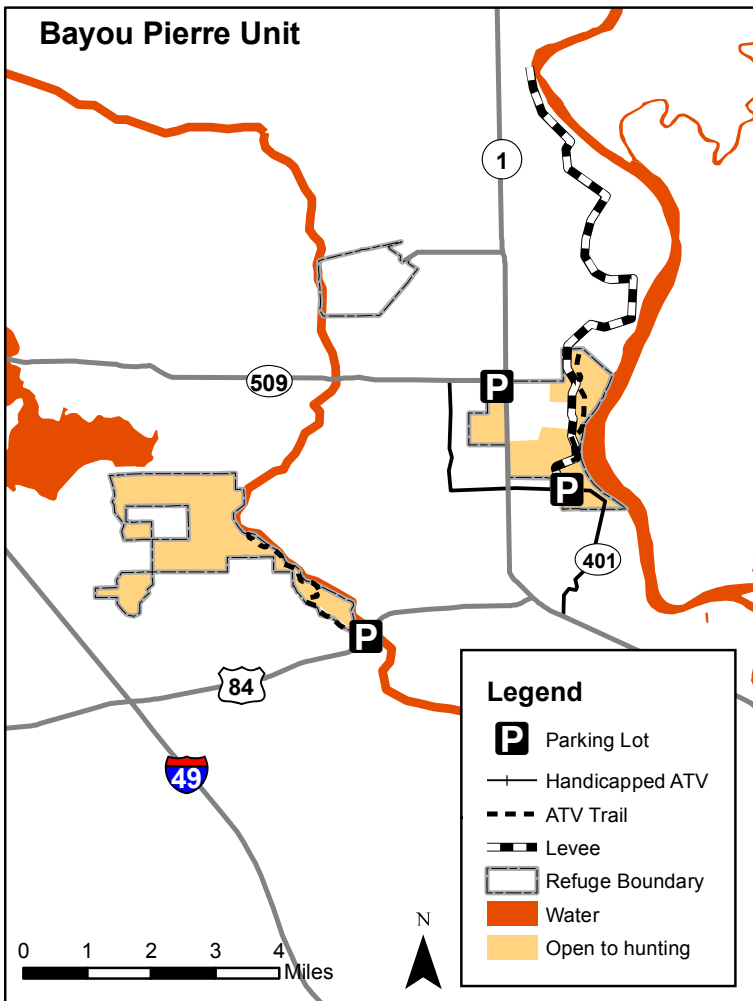 Bayou Pierre Unit
1
509
P
P
401
P
84
49
Legend
P Parking Lot
Handicapped ATV
ATV Trail
Levee
Refuge Boundary
Water
Open to hunting
N
0 1 2 3 4
Miles